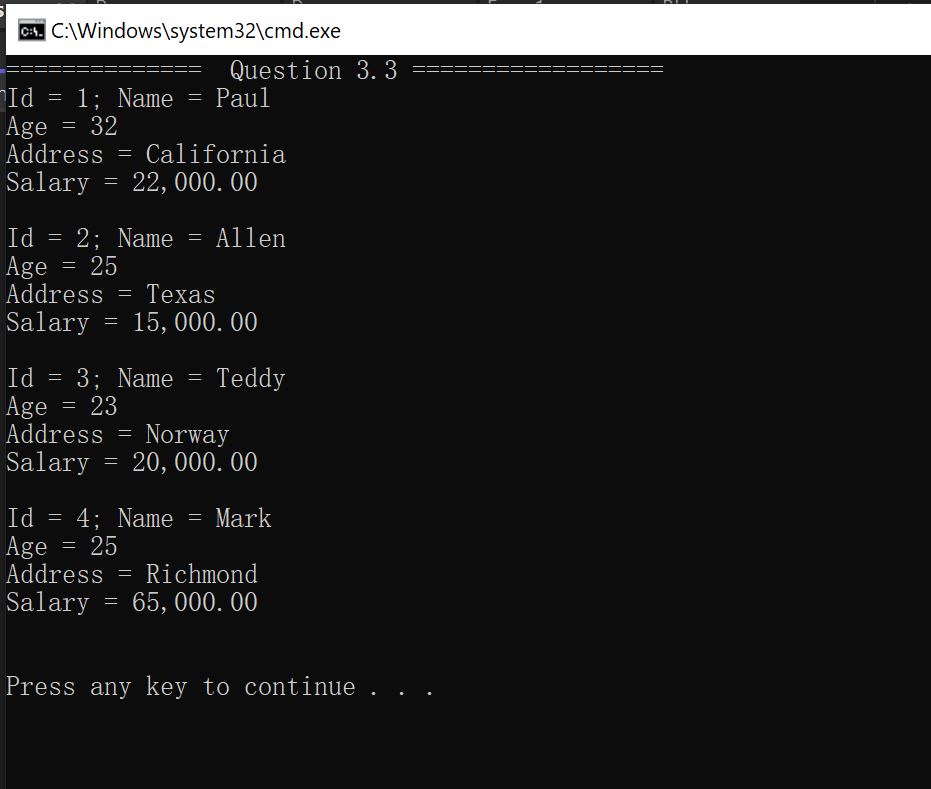 C:\Windows\system32\cmd.exe
==============  Question 3.3 ==================
Id = 1; Name = Paul
Age = 32
Address = California
Salary = 22,000.00
Id = 2; Name = Allen
Age = 25
Address = Texas
Salary = 15,000.00
Id = 3; Name = Teddy
Age = 23
Address = Norway
Salary = 20,000.00
Id = 4; Name = Mark
Age = 25
Address = Richmond
Salary = 65,000.00
Press any key to continue . . .